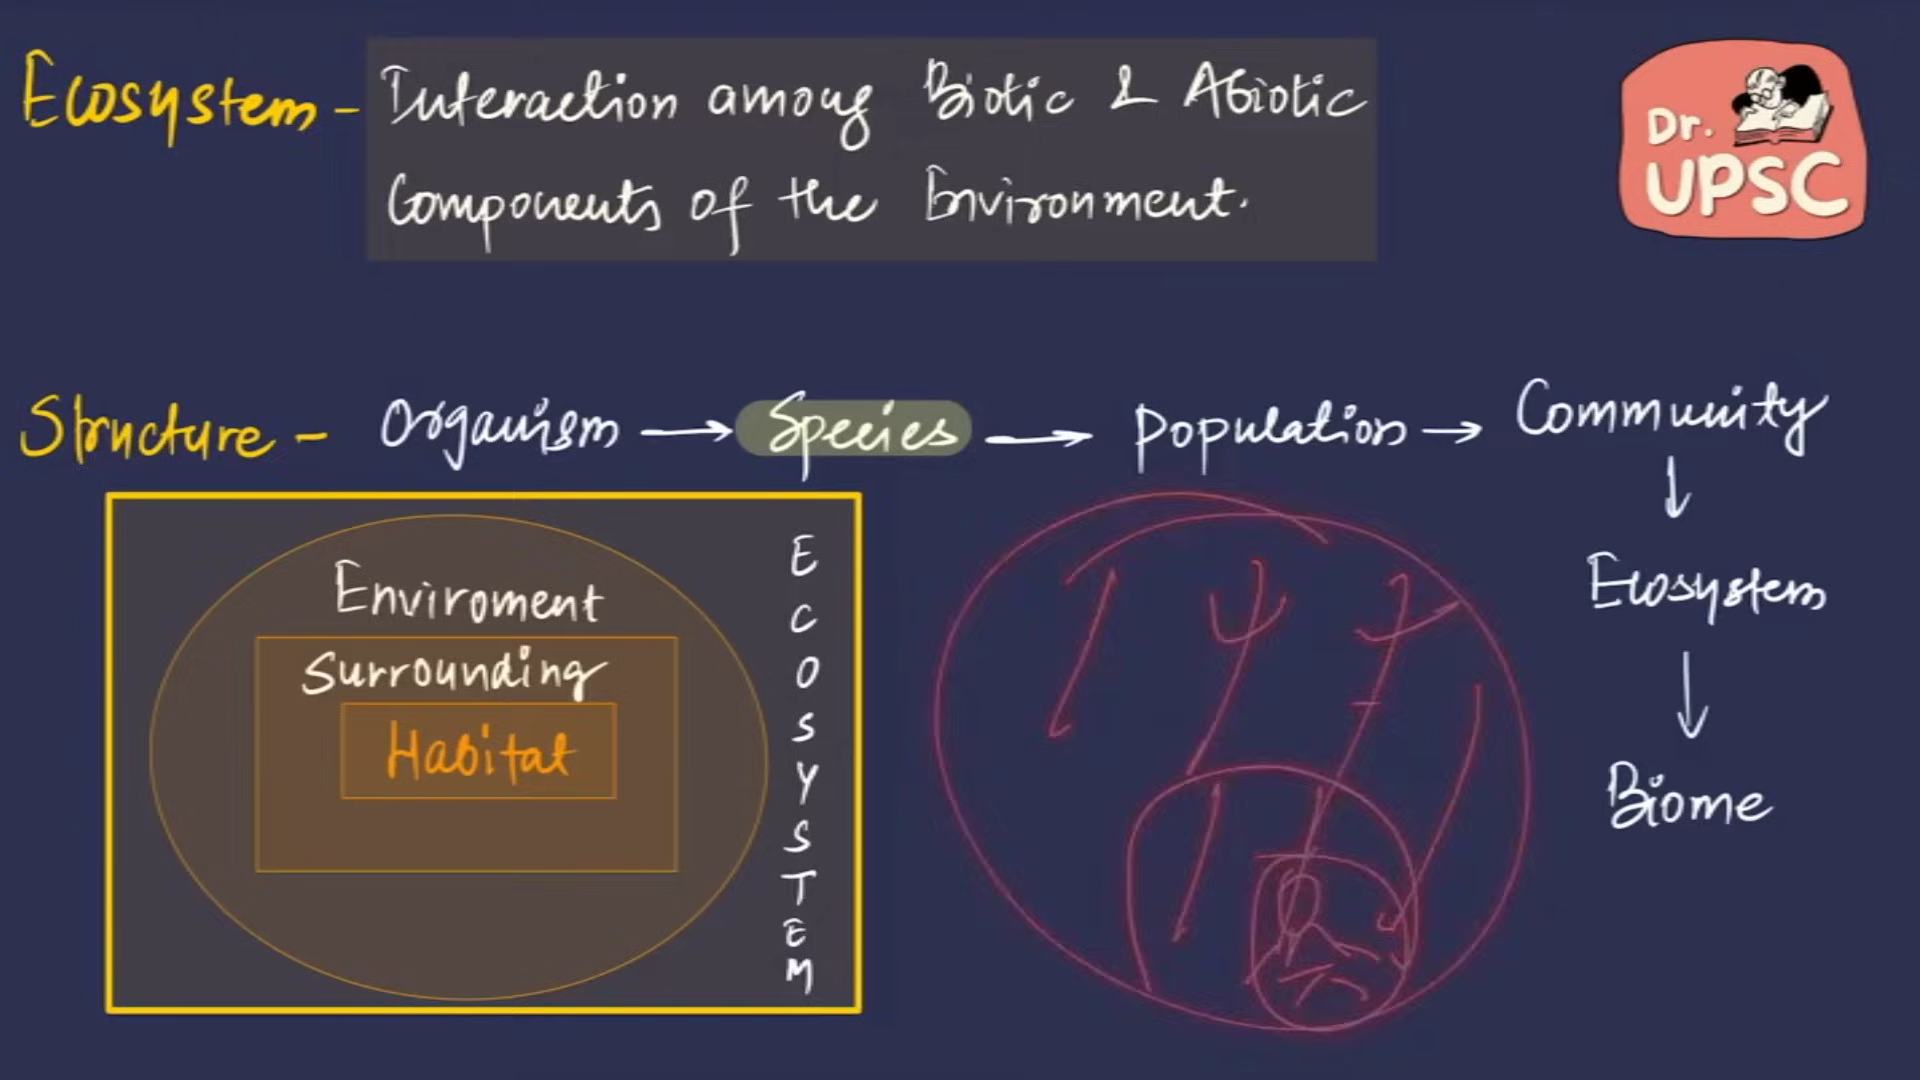 Ecosystem - Interaction among Biotic & Abiotic
Components of the Environment.
Dr.
UPSC
Structure - Organism → Species → Population → Community
↓
Ecosystem
↓
Biome
Enviroment
Surrounding
Habitat
E
C
O
S
Y
S
T
E
M